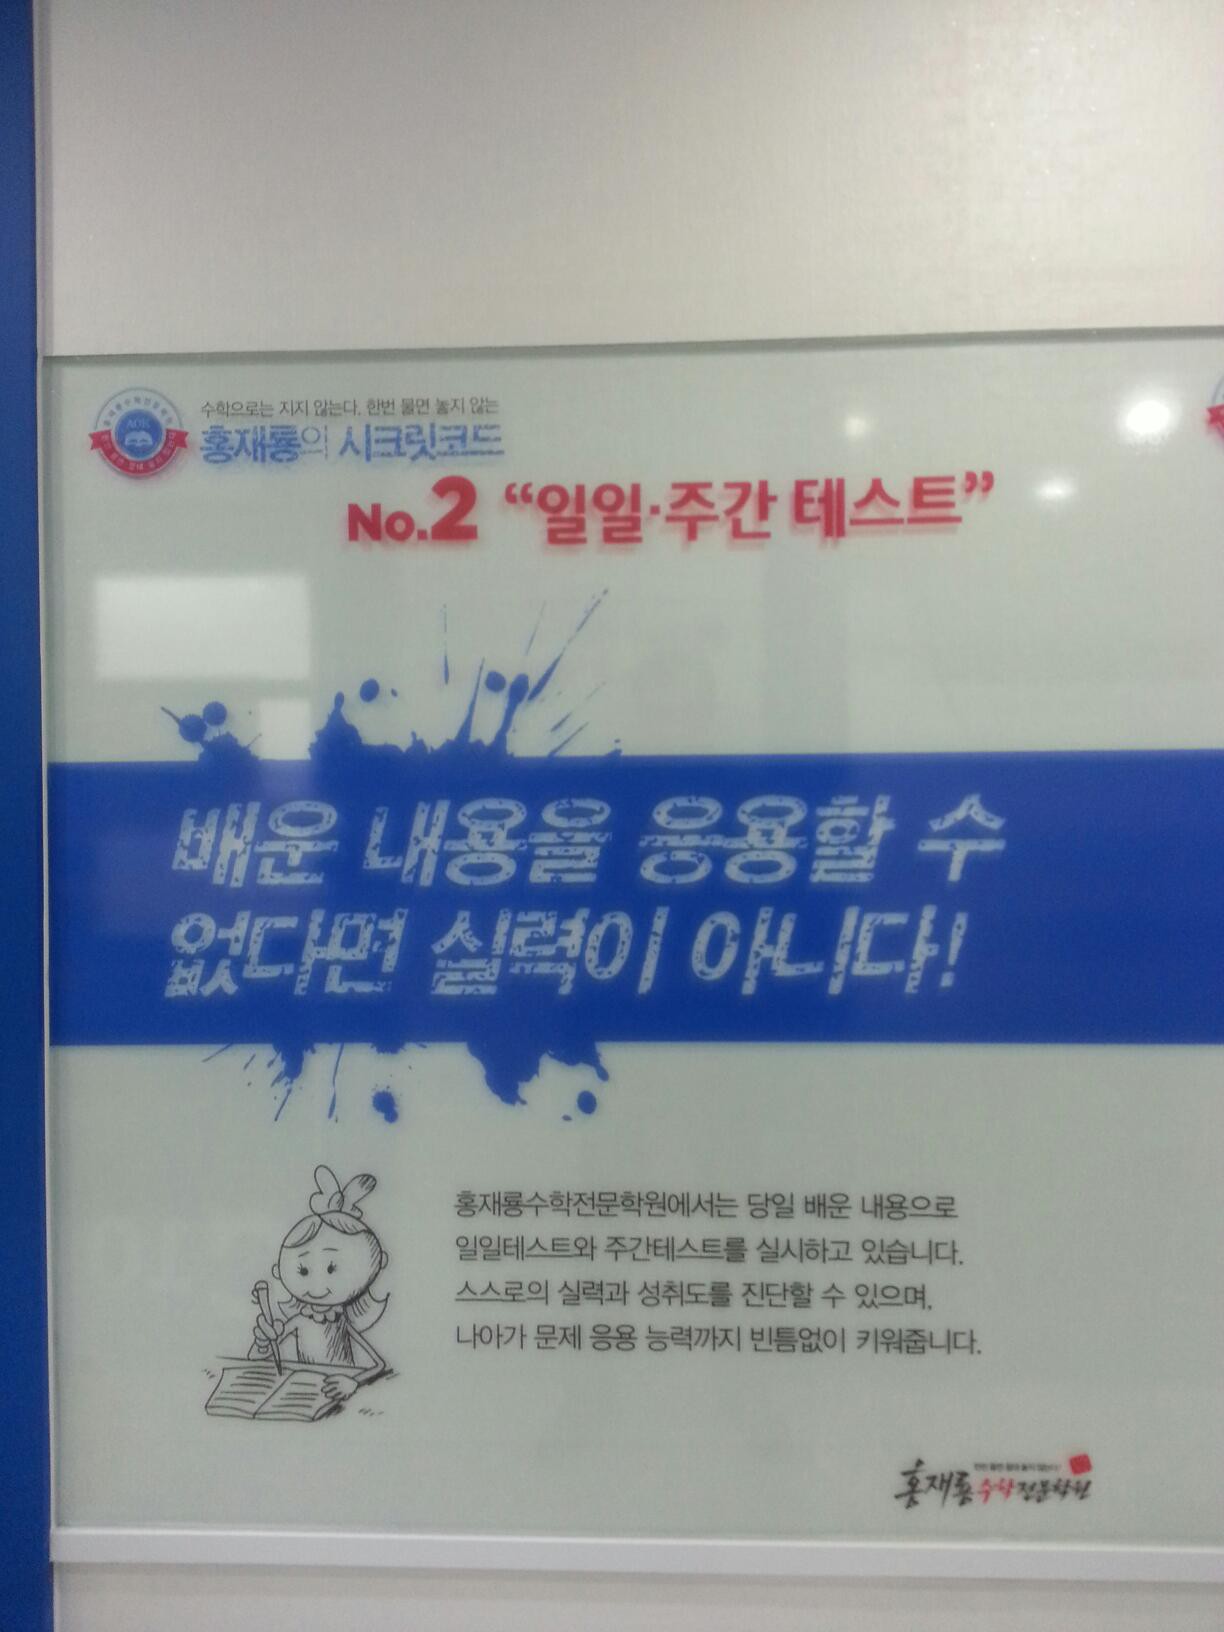 수학으로는 지지 않는다. 한번 물면 놓지 않는
홍재룡의 시크릿코드
No.2 “일일·주간 테스트”
배운 내용을 응용할 수
없다면 실력이 아니다!
홍재룡수학전문학원에서는 당일 배운 내용으로
일일테스트와 주간테스트를 실시하고 있습니다.
스스로의 실력과 성취도를 진단할 수 있으며,
나아가 문제 응용 능력까지 빈틈없이 키워줍니다.
홍재룡 수학전문학원